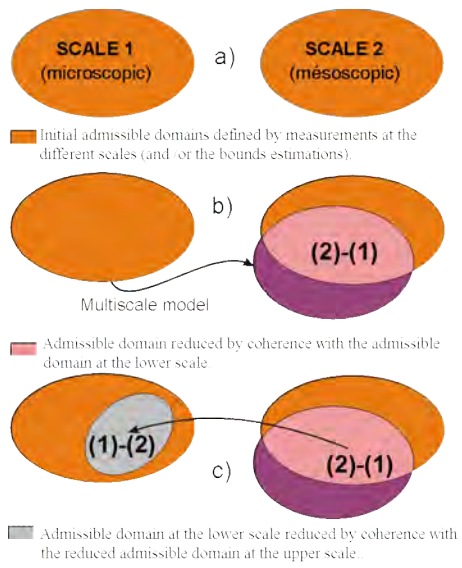 SCALE 1 SCALE 2
(microscopic) a) (mésoscopic)
Initial admissible domains defined by measurements at the
different scales (and /or the bounds estimations).
b)
(2)-(1)
Multiscale model
Admissible domain reduced by coherence with the admissible
domain at the lower scale.
(1)-(2) (2)-(1)
c)
Admissible domain at the lower scale reduced by coherence with
the reduced admissible domain at the upper scale..